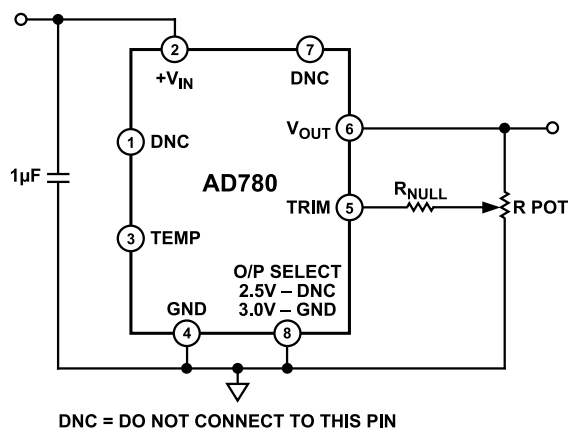 2
7
+VIN
DNC
VOUT
6
1
DNC
1µF
AD780
RNULL
TRIM
5
R POT
3
TEMP
O/P SELECT
2.5V – DNC
3.0V – GND
GND
4
8
DNC = DO NOT CONNECT TO THIS PIN